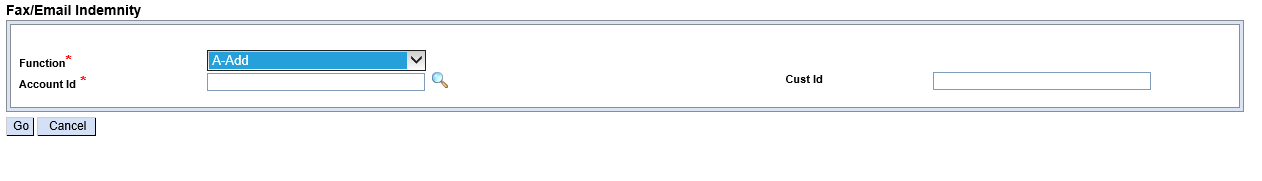 Fax/Email Indemnity
Function*
A-Add
Account Id *
Cust Id
Go Cancel